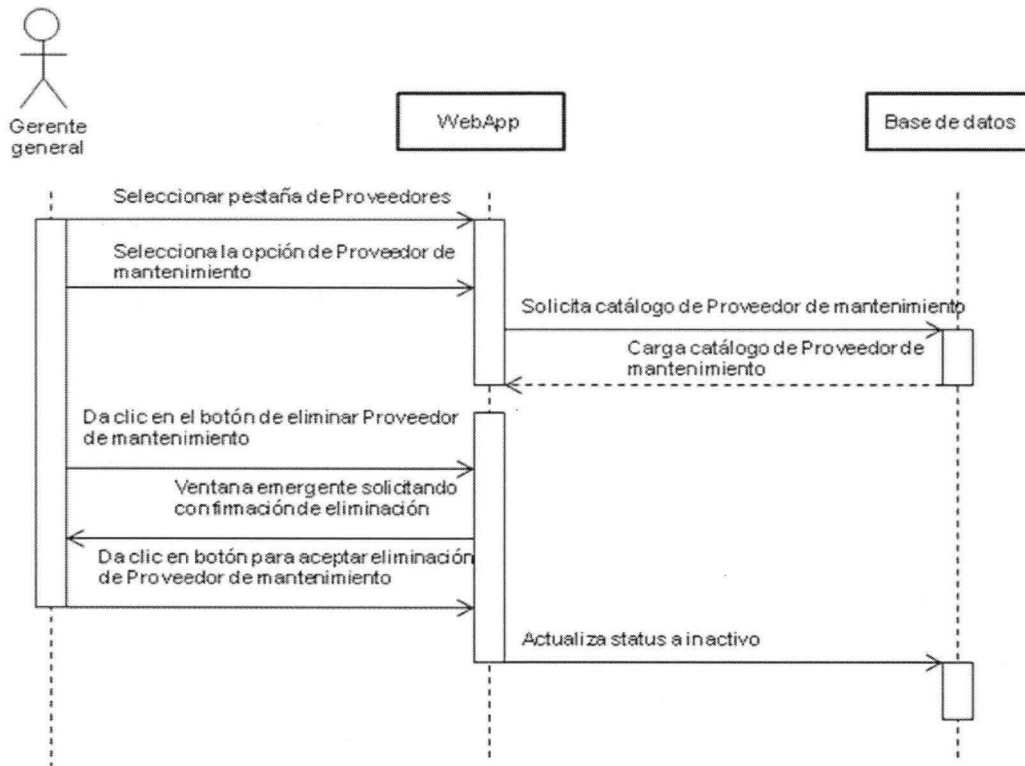 Gerente
general
WebApp
Base de datos
Seleccionar pestaña de Proveedores
Selecciona la opción de Proveedor de
mantenimiento
Solicita catálogo de Proveedor de mantenimiento
Carga catálogo de Proveedor de
mantenimiento
Da clic en el botón de eliminar Proveedor
de mantenimiento
Ventana emergente solicitando
confirmación de eliminación
Da clic en botón para aceptar eliminación
de Proveedor de mantenimiento
Actualiza status a inactivo